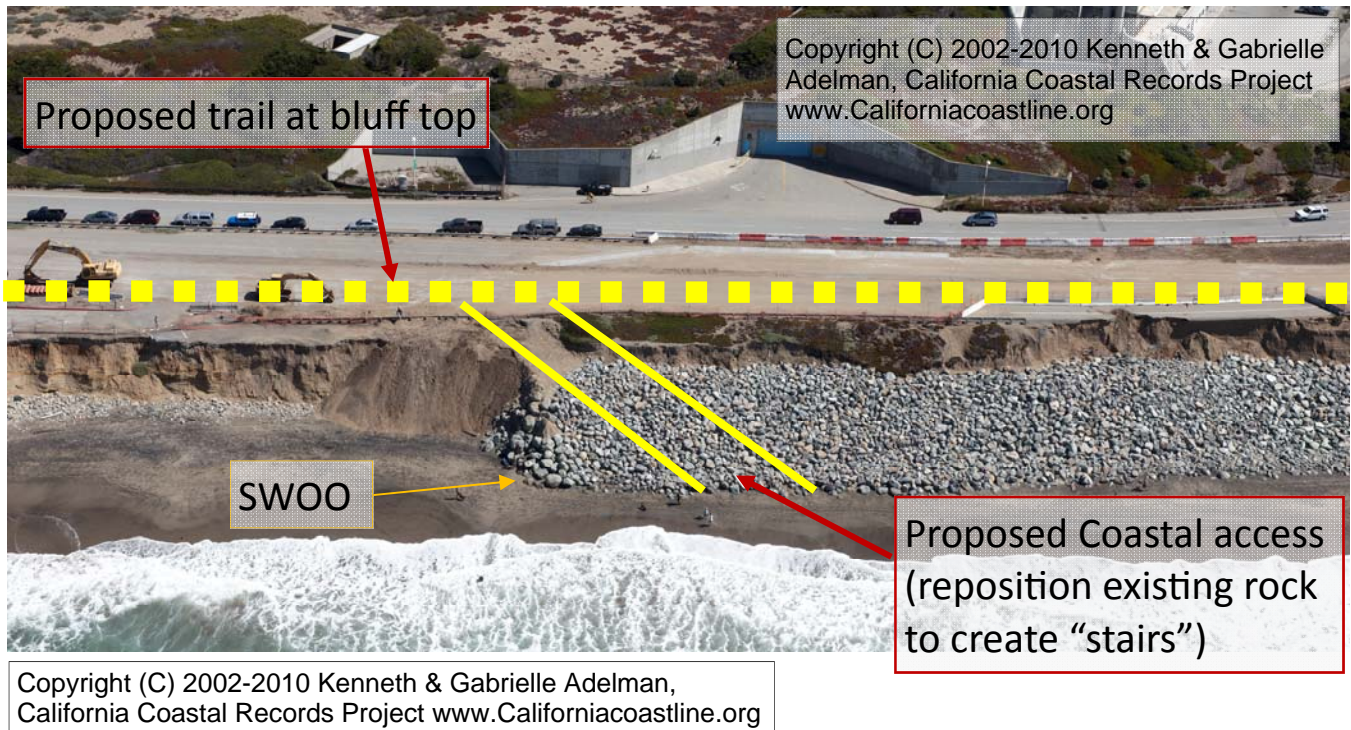 Copyright (C) 2002-2010 Kenneth & Gabrielle
Adelman, California Coastal Records Project
www.Californiacoastline.org
Proposed trail at bluff top
SWOO
Proposed Coastal access
(reposition existing rock
to create “stairs”)
Copyright (C) 2002-2010 Kenneth & Gabrielle Adelman,
California Coastal Records Project www.Californiacoastline.org